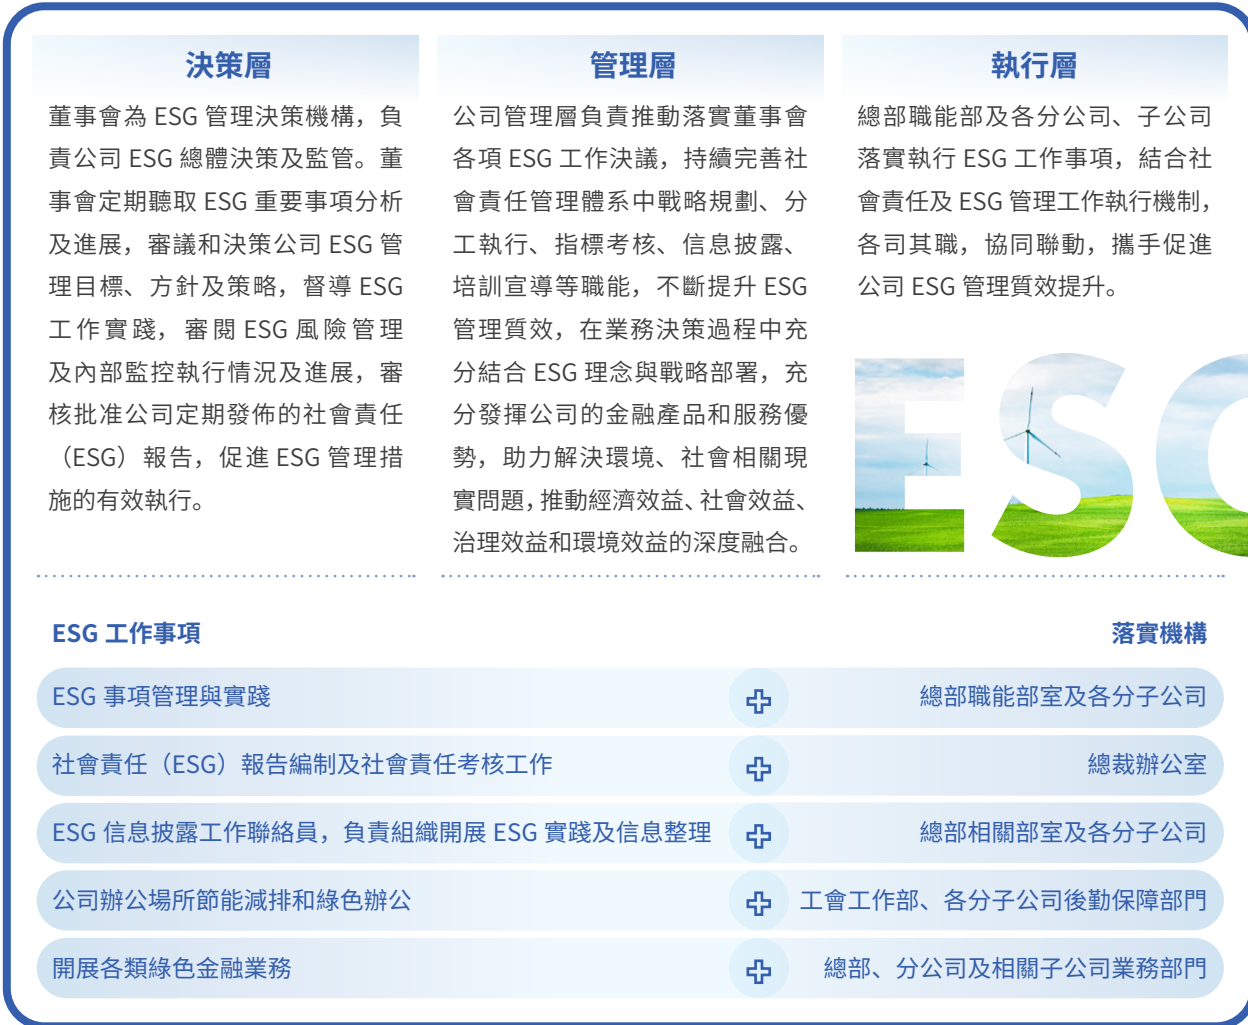 決策層
董事會為 ESG 管理決策機構，負
責公司 ESG 總體決策及監管。董
事會定期聽取 ESG 重要事項分析
及進展，審議和決策公司 ESG 管
理目標、方針及策略，督導 ESG
工作實踐，審閱 ESG 風險管理
及內部監控執行情況及進展，審
核批准公司定期發佈的社會責任
（ESG）報告，促進 ESG 管理措
施的有效執行。
管理層
公司管理層負責推動落實董事會
各項 ESG 工作決議，持續完善社
會責任管理體系中戰略規劃、分
工執行、指標考核、信息披露、
培訓宣導等職能，不斷提升 ESG
管理質效，在業務決策過程中充
分結合 ESG 理念與戰略部署，充
分發揮公司的金融產品和服務優
勢，助力解決環境、社會相關現
實問題，推動經濟效益、社會效益、
治理效益和環境效益的深度融合。
執行層
總部職能部及各分公司、子公司
落實執行 ESG 工作事項，結合社
會責任及 ESG 管理工作執行機制，
各司其職，協同聯動，攜手促進
公司 ESG 管理質效提升。
ESG
ESG 工作事項 落實機構
ESG 事項管理與實踐 總部職能部室及各分子公司
社會責任（ESG）報告編制及社會責任考核工作 總裁辦公室
ESG 信息披露工作聯絡員，負責組織開展 ESG 實踐及信息整理 總部相關部室及各分子公司
公司辦公場所節能減排和綠色辦公 工會工作部、各分子公司後勤保障部門
開展各類綠色金融業務 總部、分公司及相關子公司業務部門